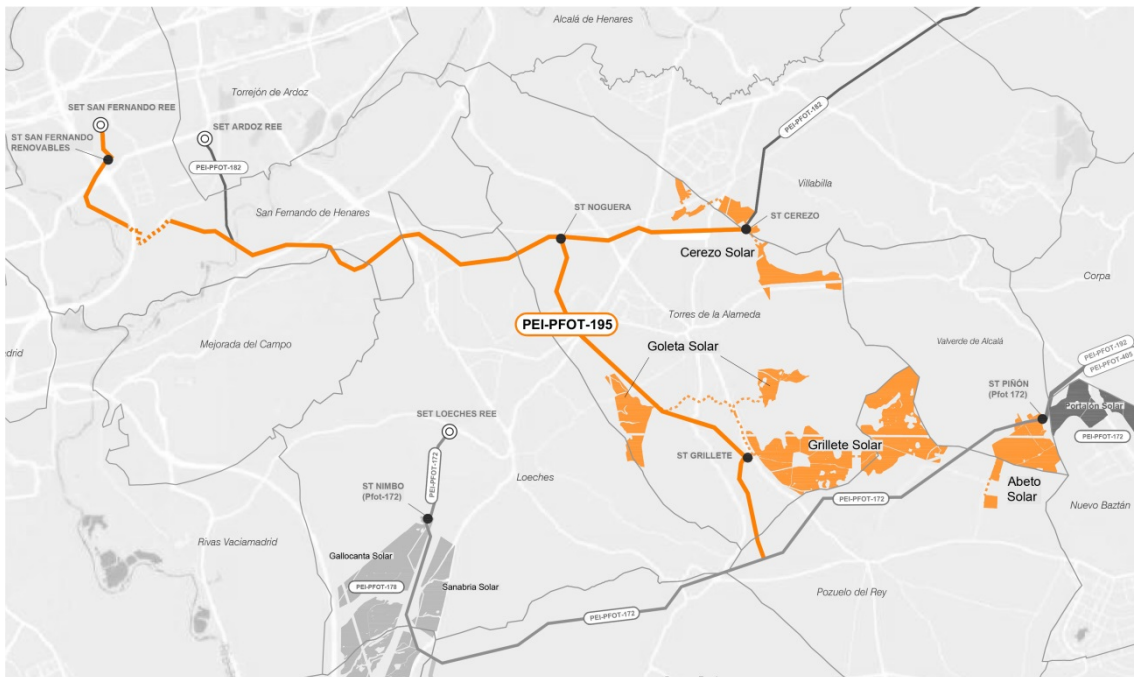 Alcalá de Henares
Torrejón de Ardoz
SET SAN FERNANDO REE
SET ARDOZ REE
ST SAN FERNANDO
RENOVABLES
PEI-PFOT-182
PEI-PFOT-182
Villabilla
San Fernando de Henares
ST NOGUERA
ST CEREZO
Cerezo Solar
Corpa
PEI-PFOT-195
Torres de la Alameda
Mejorada del Campo
Goleta Solar
Valverde de Alcalá
PEI-PFOT-192
PEI-PFOT-405
adrid
ST PIÑÓN
(Pfot 172)
Portalón Solar
PEI-PFOT-172
SET LOECHES REE
Grillete Solar
ST GRILLETE
PEI-PFOT-172
Loeches
Abeto
Solar
ST NIMBO
(Pfot-172)
PEI-PFOT-172
Nuevo Baztán
Rivas Vaciamadrid
Gallocanta Solar
Sanabria Solar
PEI-PFOT-178
Pozuelo del Rey
PEI-PFOT-172